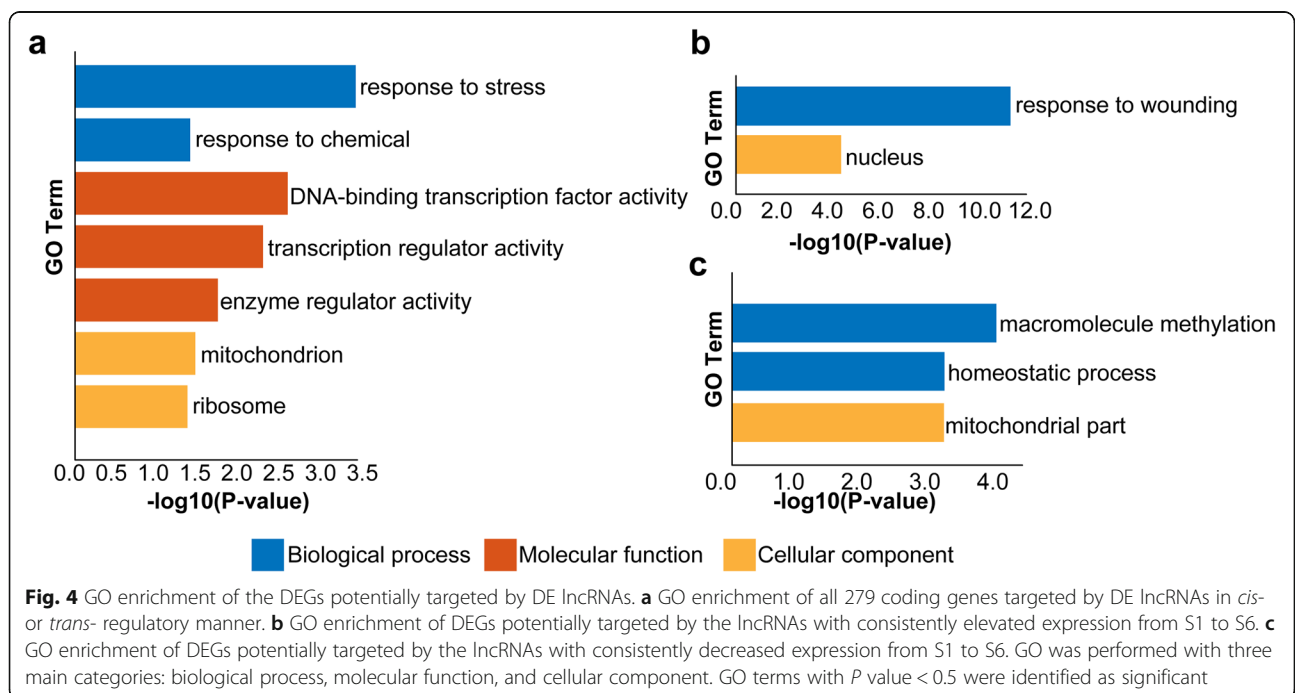 a
response to stress
response to chemical
DNA-binding transcription factor activity
transcription regulator activity
enzyme regulator activity
mitochondrion
ribosome
GO Term
0.0 0.5 1.0 1.5 2.0 2.5 3.0 3.5
-log10(P-value)
b
response to wounding
nucleus
GO Term
0.0 2.0 4.0 6.0 8.0 10.0 12.0
-log10(P-value)
c
macromolecule methylation
homeostatic process
mitochondrial part
GO Term
0.0 1.0 2.0 3.0 4.0
-log10(P-value)
Biological process Molecular function Cellular component
Fig. 4 GO enrichment of the DEGs potentially targeted by DE lncRNAs. a GO enrichment of all 279 coding genes targeted by DE lncRNAs in cis-
or trans- regulatory manner. b GO enrichment of DEGs potentially targeted by the lncRNAs with consistently elevated expression from S1 to S6. c
GO enrichment of DEGs potentially targeted by the lncRNAs with consistently decreased expression from S1 to S6. GO was performed with three
main categories: biological process, molecular function, and cellular component. GO terms with P value < 0.5 were identified as significant